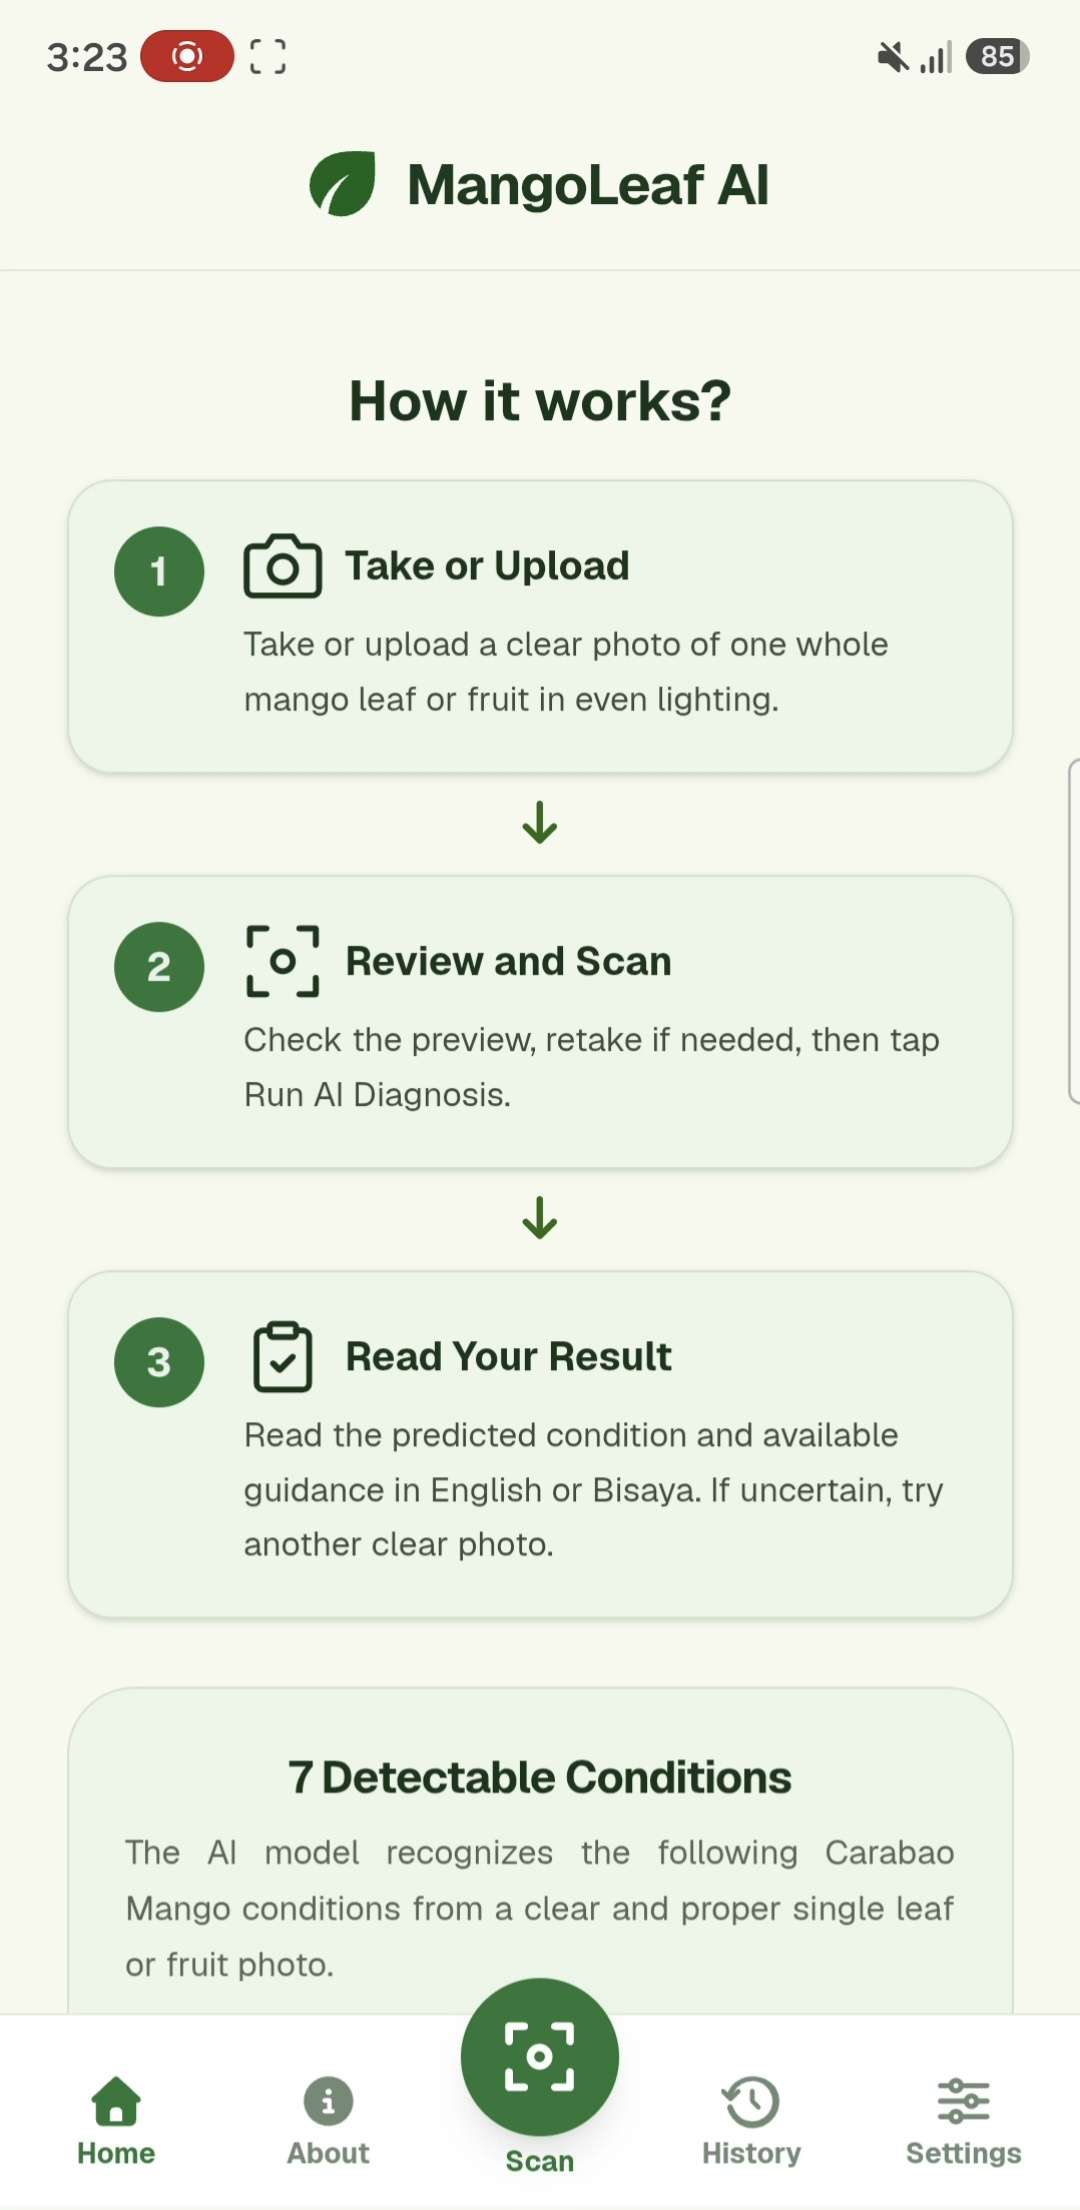 3:23
85
MangoLeaf AI
How it works?
1
Take or Upload
Take or upload a clear photo of one whole
mango leaf or fruit in even lighting.
2
Review and Scan
Check the preview, retake if needed, then tap
Run AI Diagnosis.
3
Read Your Result
Read the predicted condition and available
guidance in English or Bisaya. If uncertain, try
another clear photo.
7 Detectable Conditions
The AI model recognizes the following Carabao
Mango conditions from a clear and proper single leaf
or fruit photo.
Home
About
Scan
History
Settings